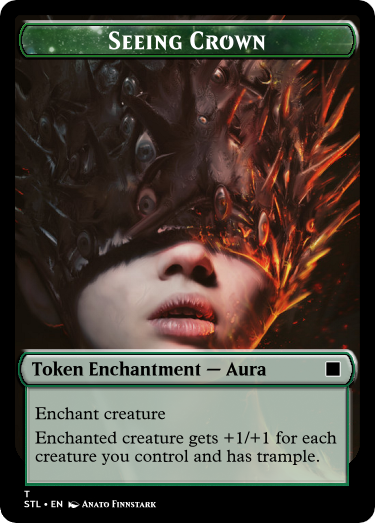 Seeing Crown
Token Enchantment — Aura
Enchant creature
Enchanted creature gets +1/+1 for each
creature you control and has trample.
T
STL • EN Anato Finnstark